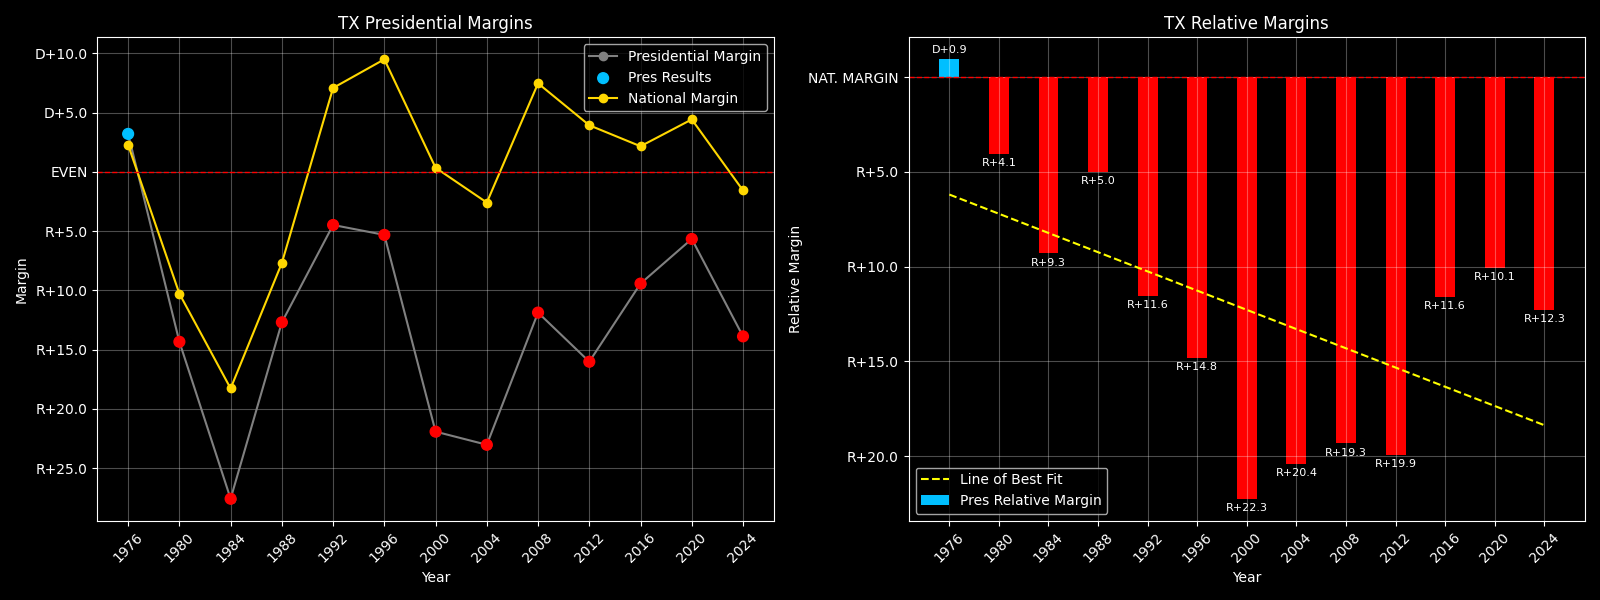 TX Presidential Margins
D+10.0
D+5.0
EVEN
R+5.0
R+10.0
R+15.0
R+20.0
R+25.0
Margin
Presidential Margin
Pres Results
National Margin
1976
1980
1984
1988
1992
1996
2000
2004
2008
2012
2016
2020
2024
Year
TX Relative Margins
NAT. MARGIN
R+5.0
R+10.0
R+15.0
R+20.0
Relative Margin
D+0.9
R+4.1
R+9.3
R+5.0
R+11.6
R+14.8
R+22.3
R+20.4
R+19.3
R+19.9
R+11.6
R+10.1
R+12.3
Line of Best Fit
Pres Relative Margin
1976
1980
1984
1988
1992
1996
2000
2004
2008
2012
2016
2020
2024
Year